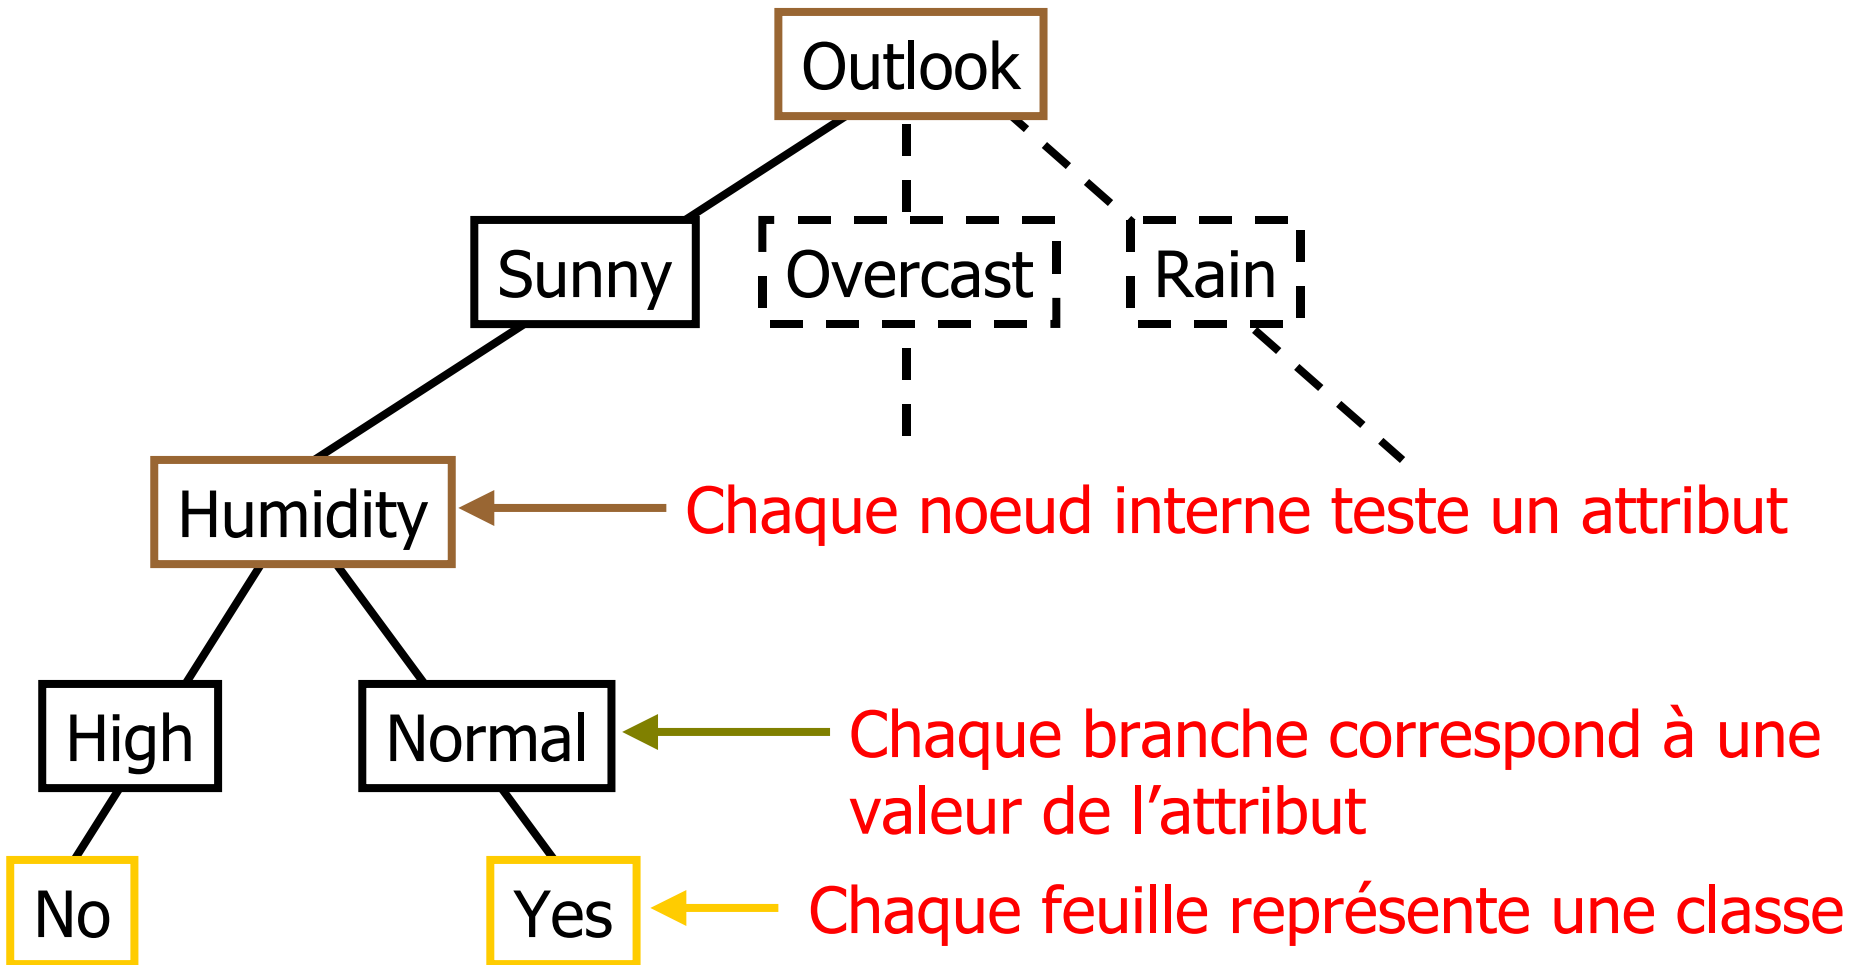 Outlook
Sunny
Overcast
Rain
Humidity
Chaque noeud interne teste un attribut
High
Normal
Chaque branche correspond à une
valeur de l’attribut
No
Yes
Chaque feuille représente une classe